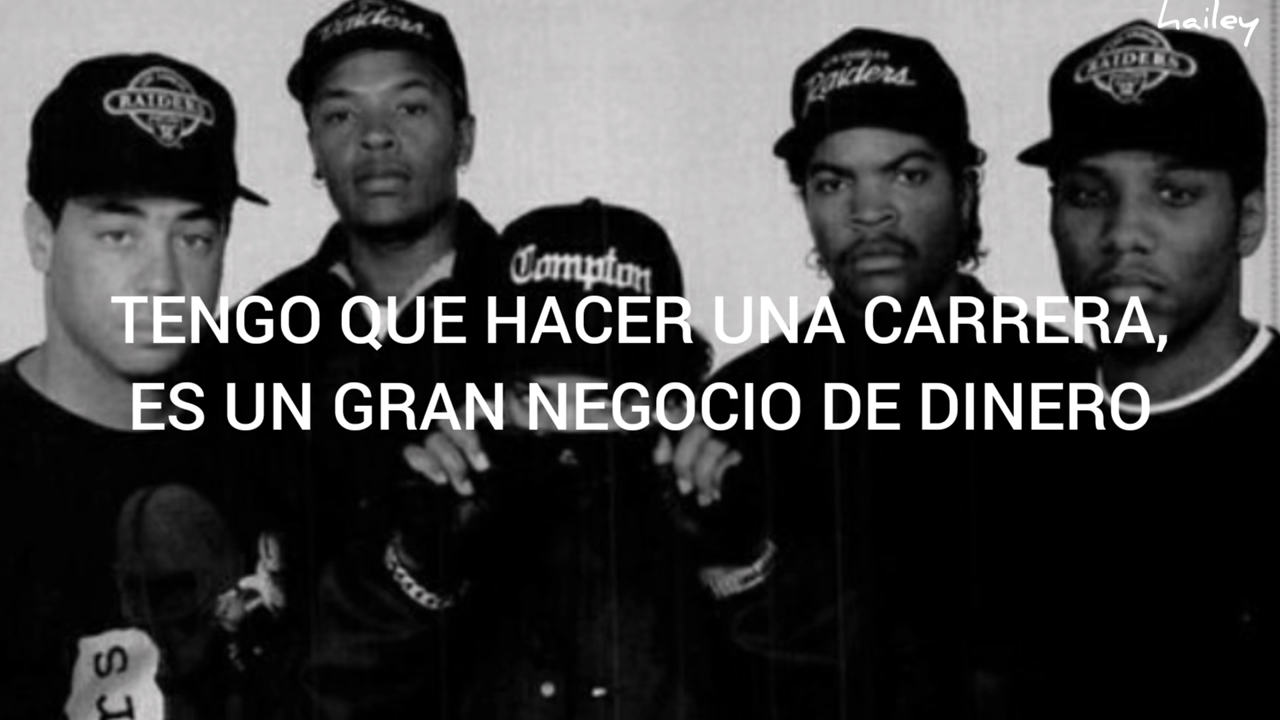 hailey
Raiders
RAIDERS
Raiders
RAIDERS
Compton
TENGO QUE HACER UNA CARRERA,
ES UN GRAN NEGOCIO DE DINERO
S J